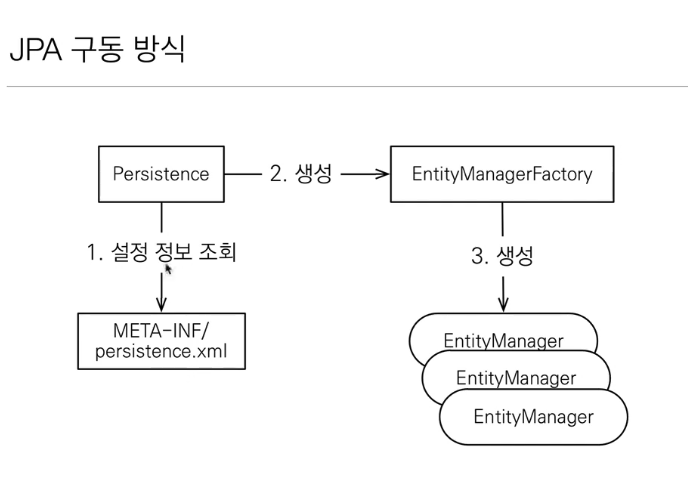 JPA 구동 방식
Persistence
2. 생성
EntityManagerFactory
1. 설정 정보 조회
3. 생성
META-INF/
persistence.xml
EntityManager
EntityManager
EntityManager